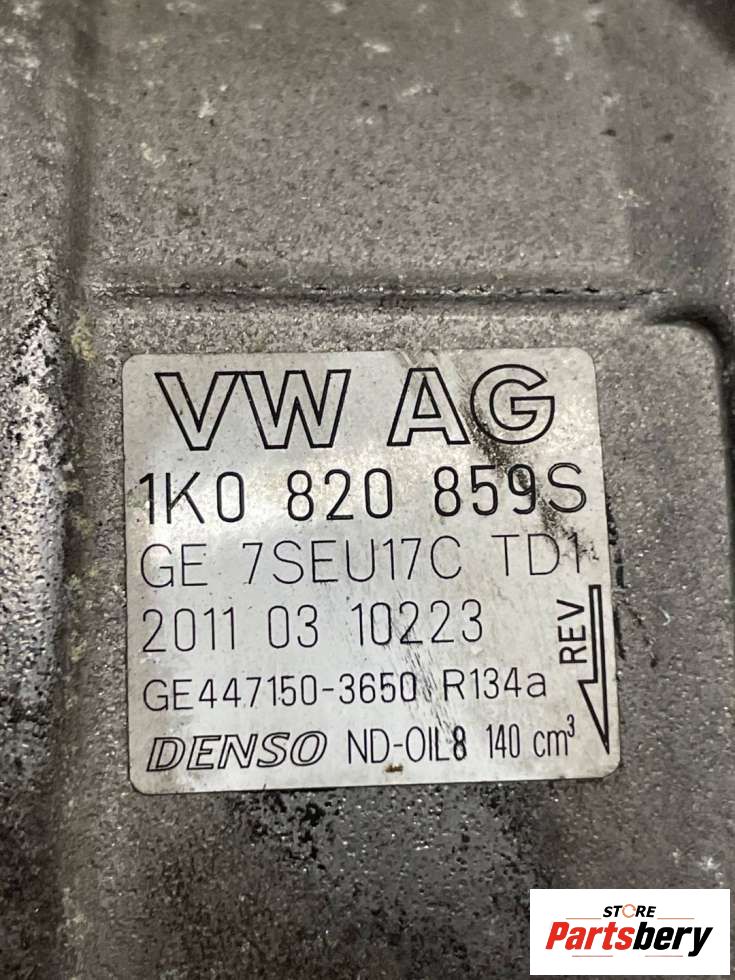 VW AG
1K0 820 859S
GE 7SEU17C TD1
2011 03 10223
GE447150-3650 R134a
REV
DENSO ND-OIL8 140 cm³
STORE
Partsbery